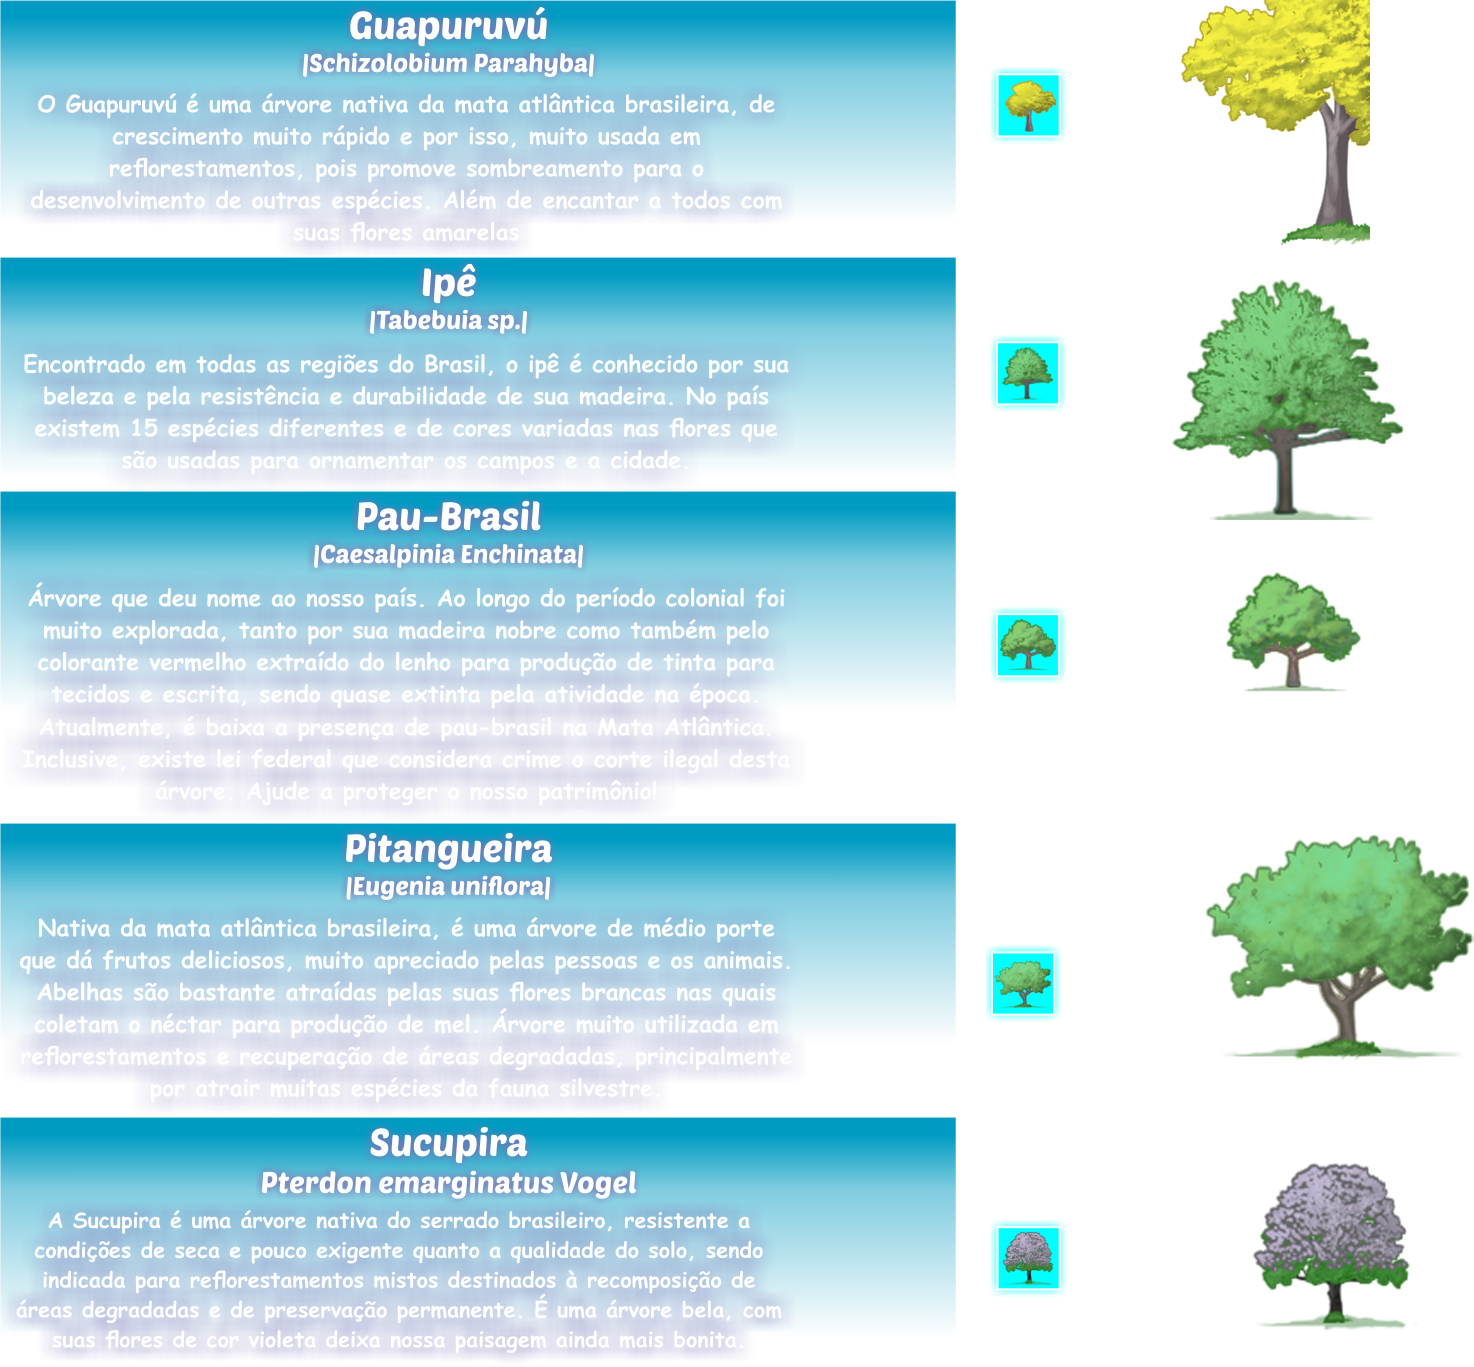 Guapuruvú
|Schizolobium Parahyba|
O Guapuruvú é uma árvore nativa da mata atlântica brasileira, de
crescimento muito rápido e por isso, muito usada em
reflorestamentos, pois promove sombreamento para o
desenvolvimento de outras espécies. Além de encantar a todos com
suas flores amarelas
Ipê
|Tabebuia sp.|
Encontrado em todas as regiões do Brasil, o ipê é conhecido por sua
beleza e pela resistência e durabilidade de sua madeira. No país
existem 15 espécies diferentes e de cores variadas nas flores que
são usadas para ornamentar os campos e a cidade.
Pau-Brasil
|Caesalpinia Enchinata|
Árvore que deu nome ao nosso país. Ao longo do período colonial foi
muito explorada, tanto por sua madeira nobre como também pelo
colorante vermelho extraído do lenho para produção de tinta para
tecidos e escrita, sendo quase extinta pela atividade na época.
Atualmente, é baixa a presença de pau-brasil na Mata Atlântica.
Inclusive, existe lei federal que considera crime o corte ilegal desta
árvore. Ajude a proteger o nosso patrimônio!
Pitangueira
|Eugenia uniflora|
Nativa da mata atlântica brasileira, é uma árvore de médio porte
que dá frutos deliciosos, muito apreciado pelas pessoas e os animais.
Abelhas são bastante atraídas pelas suas flores brancas nas quais
coletam o néctar para produção de mel. Árvore muito utilizada em
reflorestamentos e recuperação de áreas degradadas, principalmente
por atrair muitas espécies da fauna silvestre.
Sucupira
Pterdon emarginatus Vogel
A Sucupira é uma árvore nativa do serrado brasileiro, resistente a
condições de seca e pouco exigente quanto a qualidade do solo, sendo
indicada para reflorestamentos mistos destinados à recomposição de
áreas degradadas e de preservação permanente. É uma árvore bela, com
suas flores de cor violeta deixa nossa paisagem ainda mais bonita.